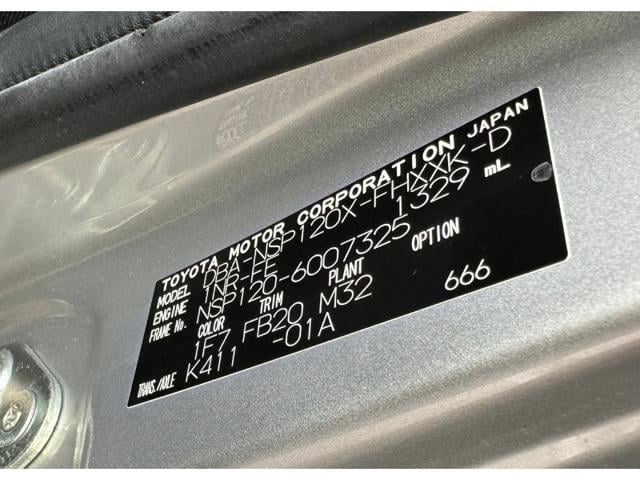 TOYOTA MOTOR CORPORATION JAPAN
MODEL DBA-NSP120X-FHXXK-D
ENGINE 1NR-FE 1329 mL
FRAME No. NSP120-6007325
COLOR TRIM PLANT OPTION
1F7 FB20 M32 666
TRANS./AXLE K411 -01A